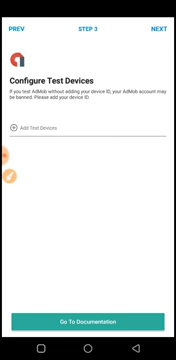 PREV STEP 3 NEXT
Configure Test Devices
If you test AdMob without adding your device ID, your AdMob account may
be banned. Please add your device ID.
Add Test Devices
Go To Documentation